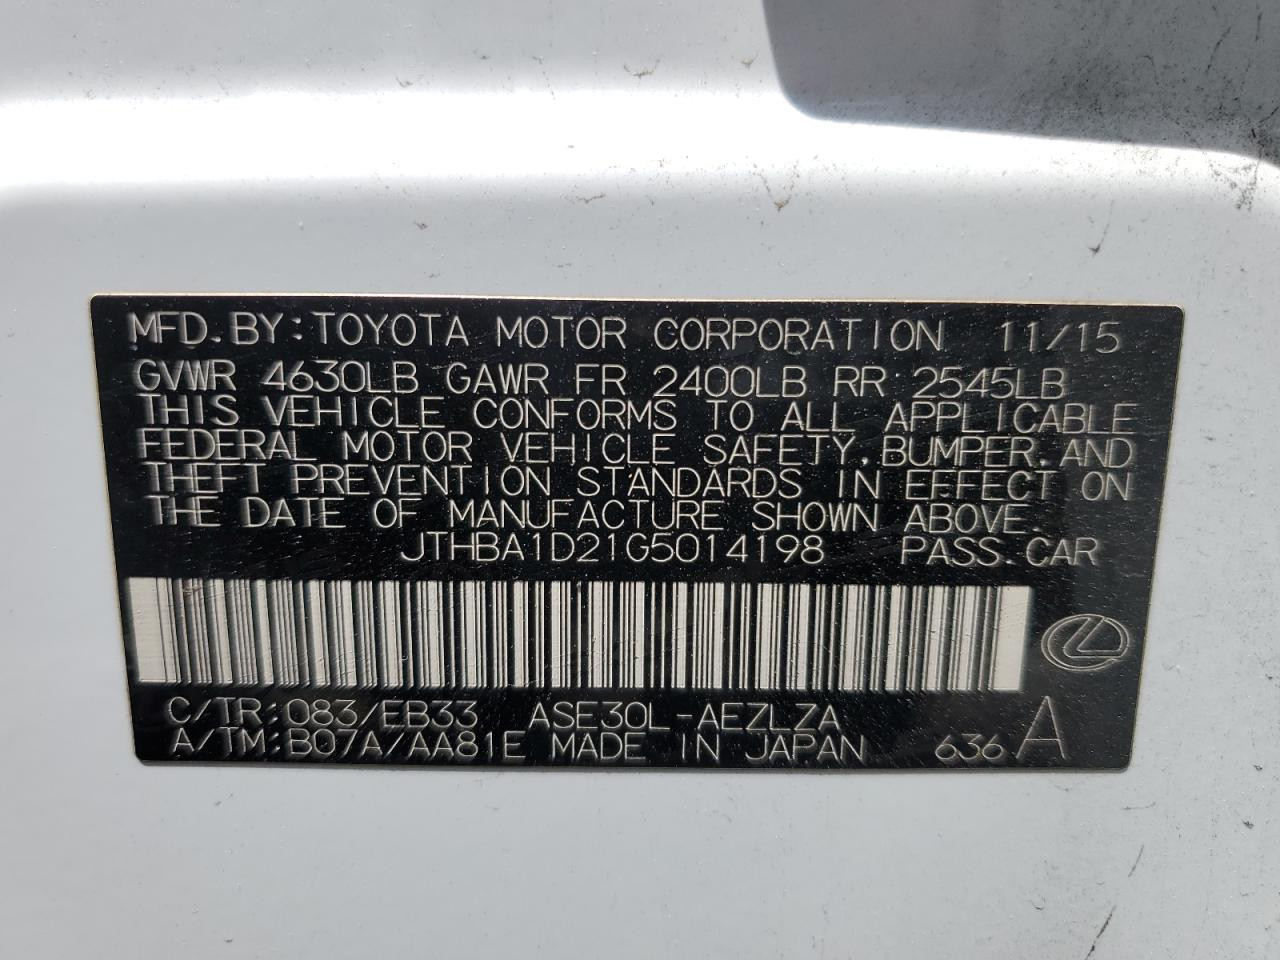 MFD. BY: TOYOTA MOTOR CORPORATION 11/15
GVWR 4630LB GAWR FR 2400LB RR 2545LB
THIS VEHICLE CONFORMS TO ALL APPLICABLE
FEDERAL MOTOR VEHICLE SAFETY, BUMPER, AND
THEFT PREVENTION STANDARDS IN EFFECT ON
THE DATE OF MANUFACTURE SHOWN ABOVE.
JTHBA1D21G5014198 PASS. CAR
C/TR: 083/EB33 ASE30L-AEZLZA
A/TM: B07A/AA81E MADE IN JAPAN 636 A